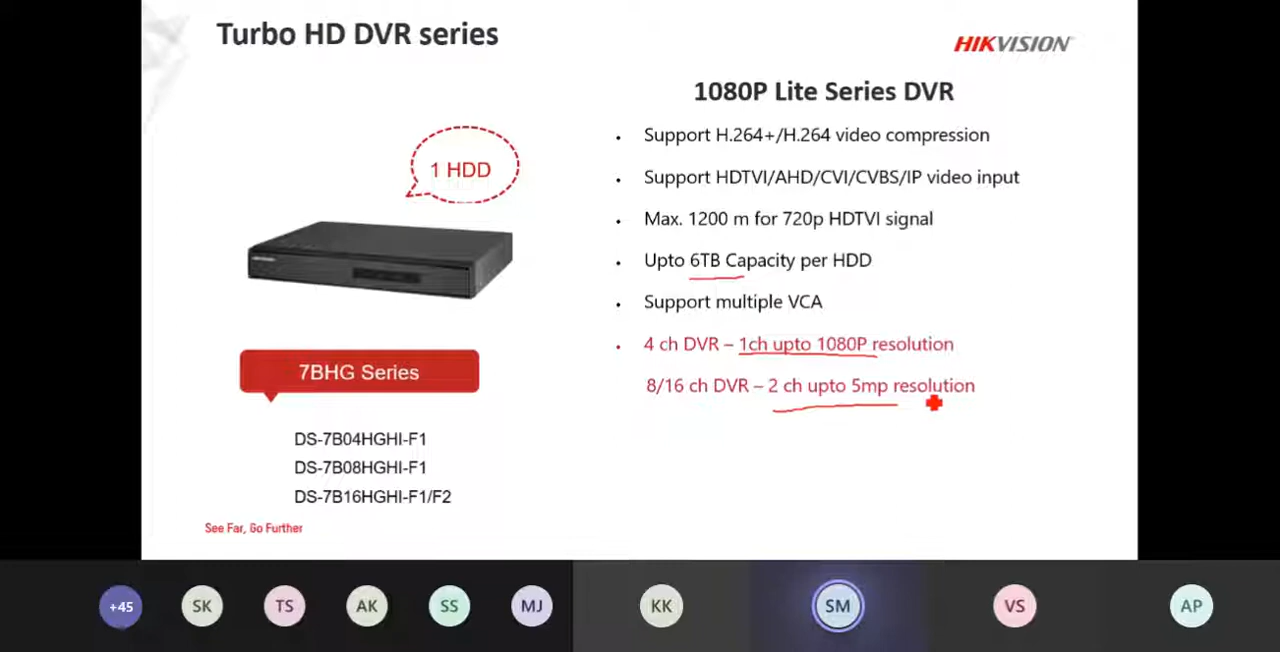 Turbo HD DVR series
HIKVISION
1080P Lite Series DVR
Support H.264+/H.264 video compression
1 HDD
Support HDTVI/AHD/CVI/CVBS/IP video input
Max. 1200 m for 720p HDTVI signal
Upto 6TB Capacity per HDD
Support multiple VCA
4 ch DVR – 1ch upto 1080P resolution
7BHG Series
8/16 ch DVR – 2 ch upto 5mp resolution
DS-7B04HGHI-F1
DS-7B08HGHI-F1
DS-7B16HGHI-F1/F2
See Far, Go Further
+45 SK TS AK SS MJ KK SM VS AP